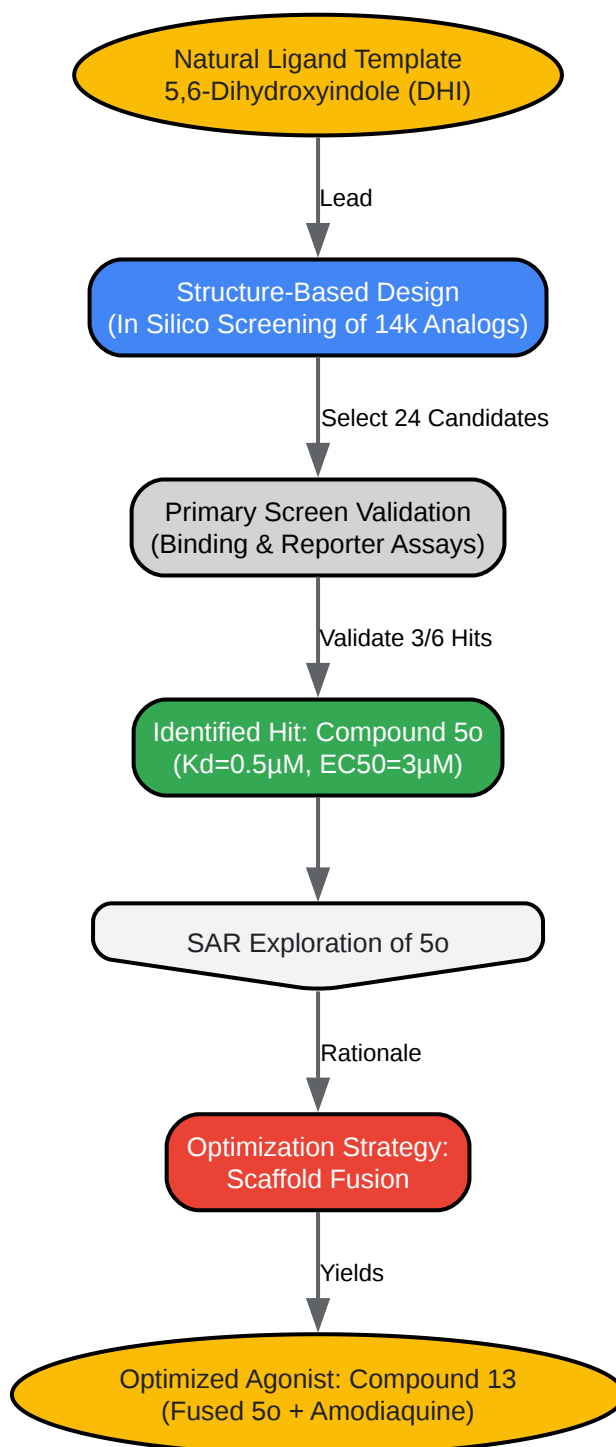 Natural Ligand Template
5,6-Dihydroxyindole (DHI)
Lead
Structure-Based Design
(In Silico Screening of 14k Analogs)
Select 24 Candidates
Primary Screen Validation
(Binding & Reporter Assays)
Validate 3/6 Hits
Identified Hit: Compound 5o
(Kd=0.5µM, EC50=3µM)
SAR Exploration of 5o
Rationale
Optimization Strategy:
Scaffold Fusion
Yields
Optimized Agonist: Compound 13
(Fused 5o + Amodiaquine)